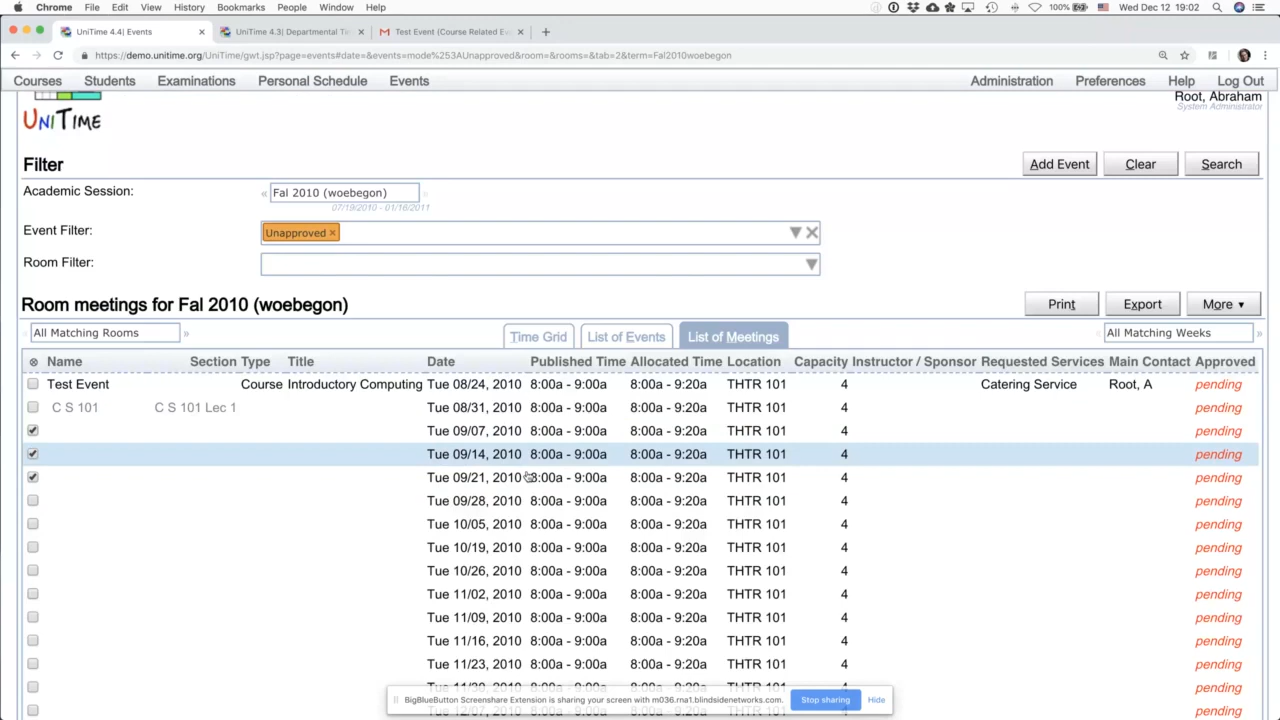 Chrome File Edit View History Bookmarks People Window Help 100% Wed Dec 12 19:02
UniTime 4.4| Events × UniTime 4.3| Departmental Ti × Test Event (Course Related Ev × +
https://demo.unitime.org/UniTime/gwt.jsp?page=events#date=&events=mode%253AUnapproved&room=&rooms=&tab=2&term=Fal2010woebegon
Courses Students Examinations Personal Schedule Events Administration Preferences Help Log Out
UNITIME
Root, Abraham
System Administrator
Filter Add Event Clear Search
Academic Session: « Fal 2010 (woebegon) »
07/19/2010 - 01/16/2011
Event Filter: Unapproved ×
Room Filter:
Room meetings for Fal 2010 (woebegon) Print Export More ▾
« All Matching Rooms » Time Grid List of Events List of Meetings « All Matching Weeks »
Name Section Type Title Date Published Time Allocated Time Location Capacity Instructor / Sponsor Requested Services Main Contact Approved
Test Event Course Introductory Computing Tue 08/24, 2010 8:00a - 9:00a 8:00a - 9:20a THTR 101 4 Catering Service Root, A pending
C S 101 C S 101 Lec 1 Tue 08/31, 2010 8:00a - 9:00a 8:00a - 9:20a THTR 101 4 pending
Tue 09/07, 2010 8:00a - 9:00a 8:00a - 9:20a THTR 101 4 pending
Tue 09/14, 2010 8:00a - 9:00a 8:00a - 9:20a THTR 101 4 pending
Tue 09/21, 2010 8:00a - 9:00a 8:00a - 9:20a THTR 101 4 pending
Tue 09/28, 2010 8:00a - 9:00a 8:00a - 9:20a THTR 101 4 pending
Tue 10/05, 2010 8:00a - 9:00a 8:00a - 9:20a THTR 101 4 pending
Tue 10/19, 2010 8:00a - 9:00a 8:00a - 9:20a THTR 101 4 pending
Tue 10/26, 2010 8:00a - 9:00a 8:00a - 9:20a THTR 101 4 pending
Tue 11/02, 2010 8:00a - 9:00a 8:00a - 9:20a THTR 101 4 pending
Tue 11/09, 2010 8:00a - 9:00a 8:00a - 9:20a THTR 101 4 pending
Tue 11/16, 2010 8:00a - 9:00a 8:00a - 9:20a THTR 101 4 pending
Tue 11/23, 2010 8:00a - 9:00a 8:00a - 9:20a THTR 101 4 pending
Tue 11/30, 2010 pending
BigBlueButton Screenshare Extension is sharing your screen with m036.rna1.blindsidenetworks.com. Stop sharing Hide
Tue 12/07, 2010 pending